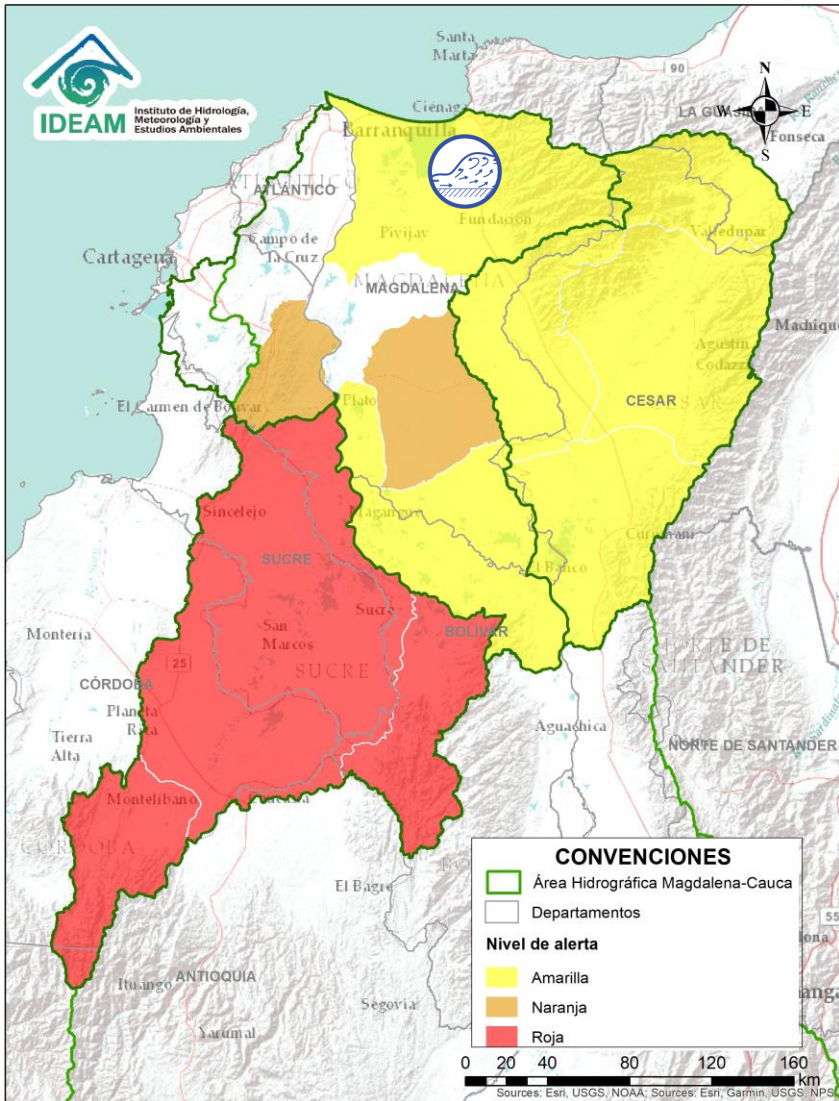 IDEAM
Instituto de Hidrología,
Meteorología y
Estudios Ambientales
Santa
Marta
90
N
W
E
S
Ciénaga
LA GUAJI
Fonseca
Barranquilla
ATLÁNTICO
Fundación
Pivijay
Valledupar
Campo de
la Cruz
Cartagena
MAGDALENA
Machique
Agustín
Codazzi
El Carmen de Bolívar
Plato
CESAR
Sincelejo
Magangué
SUCRE
El Banco
Sucre
Montería
San
Marcos
BOLÍVAR
25
SUCRE
NORTE DE
SANTANDER
CÓRDOBA
Planeta
Rica
Tierra
Alta
Aguachica
NORTE DE SANTANDER
Montelíbano
CÓRDOBA
El Bagre
Ituango
ANTIOQUIA
Segovia
Yarumal
CONVENCIONES
Área Hidrográfica Magdalena-Cauca
Departamentos
Nivel de alerta
Amarilla
Naranja
Roja
55
0 20 40 80 120 160
km
Sources: Esri, USGS, NOAA; Sources: Esri, Garmin, USGS, NPS